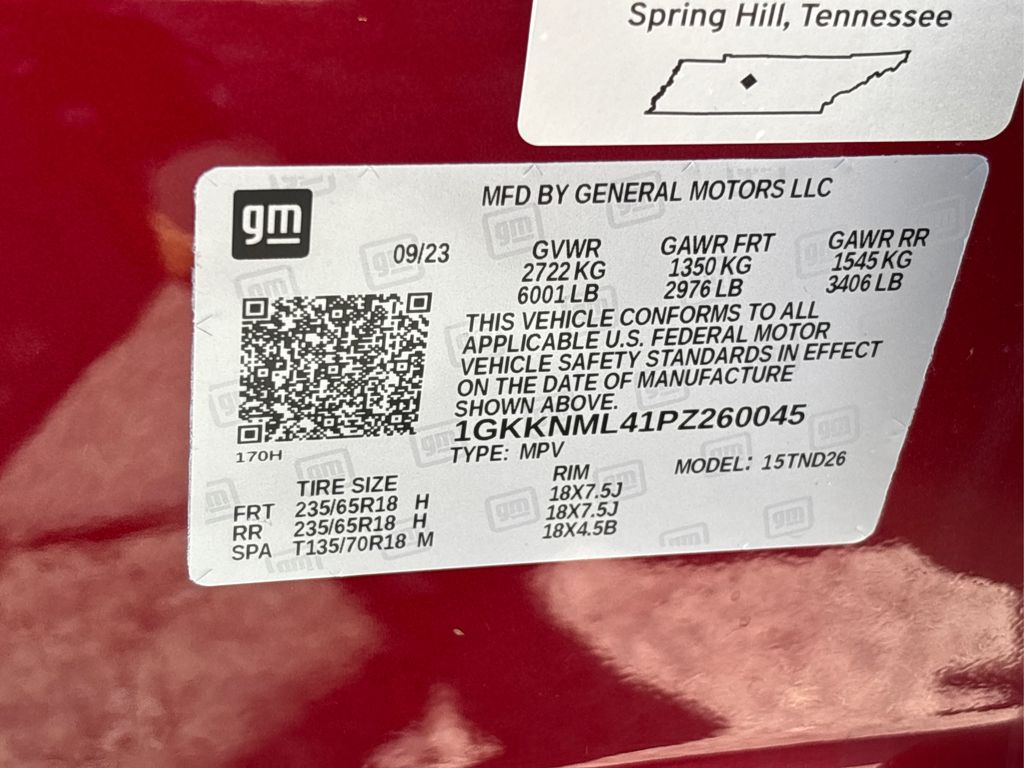 Spring Hill, Tennessee
gm
MFD BY GENERAL MOTORS LLC
09/23
GVWR GAWR FRT GAWR RR
2722 KG 1350 KG 1545 KG
6001 LB 2976 LB 3406 LB
THIS VEHICLE CONFORMS TO ALL
APPLICABLE U.S. FEDERAL MOTOR
VEHICLE SAFETY STANDARDS IN EFFECT
ON THE DATE OF MANUFACTURE
SHOWN ABOVE.
1GKKNML41PZ260045
170H
TYPE: MPV MODEL: 15TND26
TIRE SIZE RIM
FRT 235/65R18 H 18X7.5J
RR 235/65R18 H 18X7.5J
SPA T135/70R18 M 18X4.5B